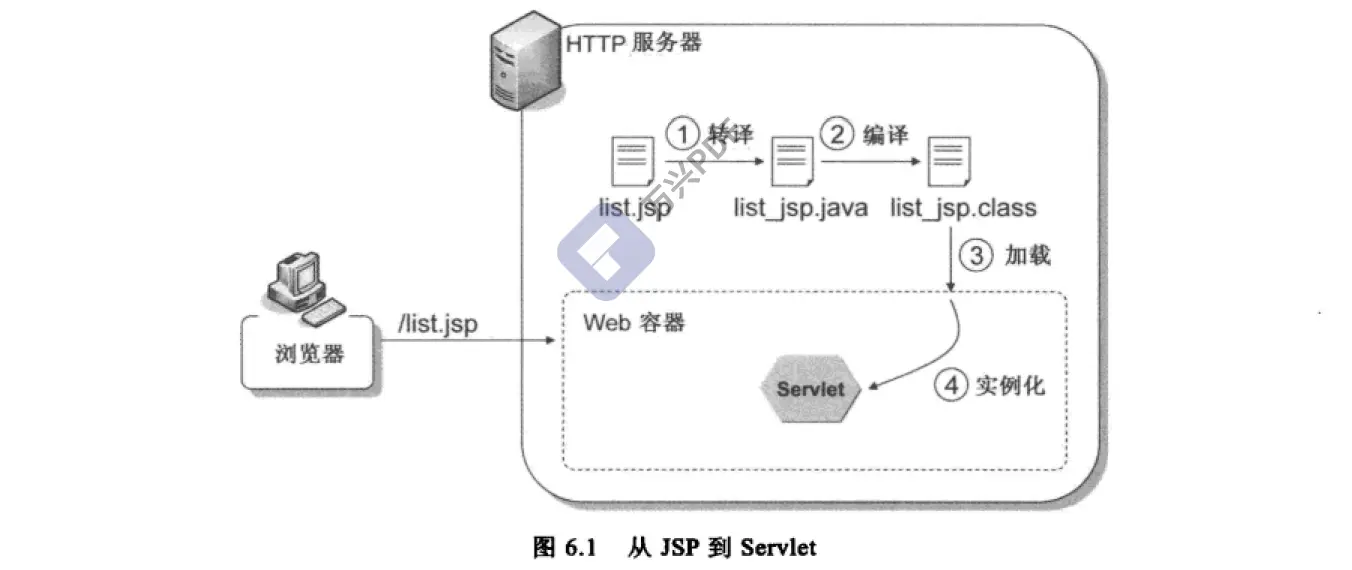 HTTP 服务器
① 转译
② 编译
list.jsp
list_jsp.java
list_jsp.class
③ 加载
/list.jsp
浏览器
Web 容器
Servlet
④ 实例化
图 6.1 从 JSP 到 Servlet
万兴PDF